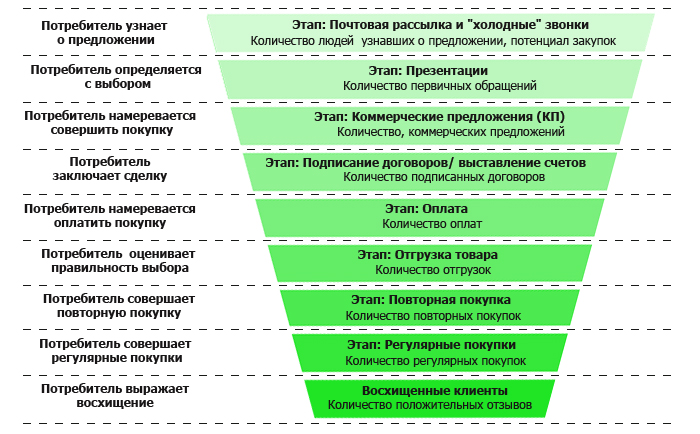 Потребитель узнает
о предложении
Этап: Почтовая рассылка и "холодные" звонки
Количество людей узнавших о предложении, потенциал закупок
Потребитель определяется
с выбором
Этап: Презентации
Количество первичных обращений
Потребитель намеревается
совершить покупку
Этап: Коммерческие предложения (КП)
Количество, коммерческих предложений
Потребитель
заключает сделку
Этап: Подписание договоров/ выставление счетов
Количество подписанных договоров
Потребитель намеревается
оплатить покупку
Этап: Оплата
Количество оплат
Потребитель оценивает
правильность выбора
Этап: Отгрузка товара
Количество отгрузок
Потребитель совершает
повторную покупку
Этап: Повторная покупка
Количество повторных покупок
Потребитель совершает
регулярные покупки
Этап: Регулярные покупки
Количество регулярных покупок
Потребитель выражает
восхищение
Восхищенные клиенты
Количество положительных отзывов